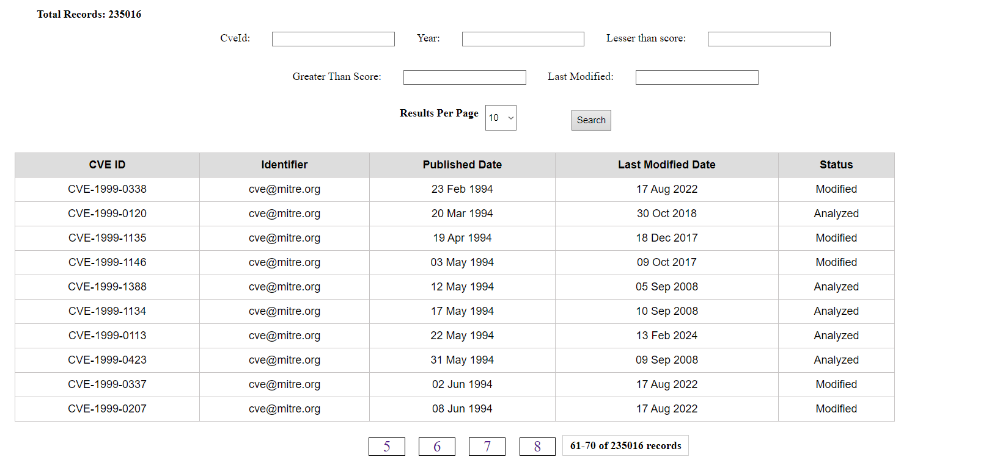 Total Records: 235016
CveId: Year: Lesser than score:
Greater Than Score: Last Modified:
Results Per Page 10 Search
CVE ID Identifier Published Date Last Modified Date Status
CVE-1999-0338 cve@mitre.org 23 Feb 1994 17 Aug 2022 Modified
CVE-1999-0120 cve@mitre.org 20 Mar 1994 30 Oct 2018 Analyzed
CVE-1999-1135 cve@mitre.org 19 Apr 1994 18 Dec 2017 Modified
CVE-1999-1146 cve@mitre.org 03 May 1994 09 Oct 2017 Modified
CVE-1999-1388 cve@mitre.org 12 May 1994 05 Sep 2008 Analyzed
CVE-1999-1134 cve@mitre.org 17 May 1994 10 Sep 2008 Analyzed
CVE-1999-0113 cve@mitre.org 22 May 1994 13 Feb 2024 Analyzed
CVE-1999-0423 cve@mitre.org 31 May 1994 09 Sep 2008 Analyzed
CVE-1999-0337 cve@mitre.org 02 Jun 1994 17 Aug 2022 Modified
CVE-1999-0207 cve@mitre.org 08 Jun 1994 17 Aug 2022 Modified
5 6 7 8 61-70 of 235016 records